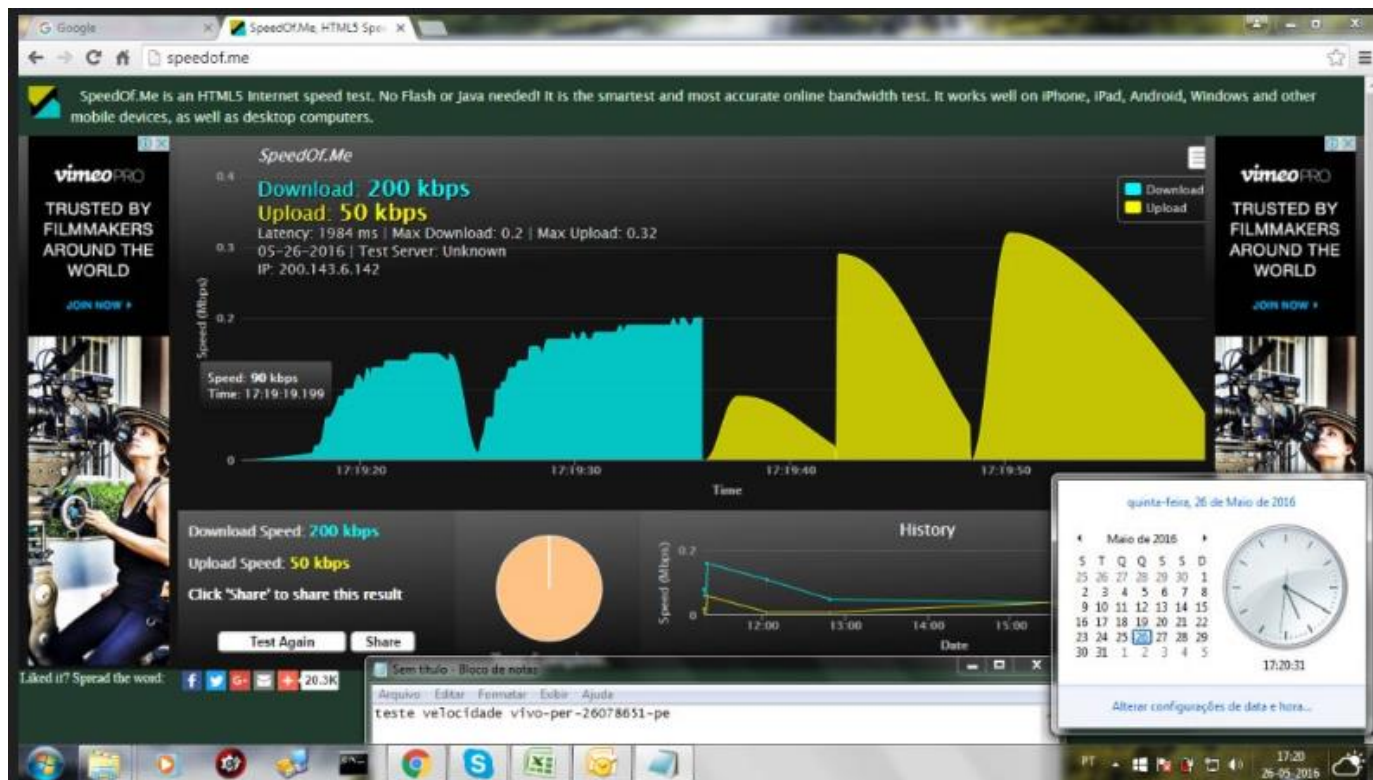 Google
SpeedOf.Me, HTML5 Spe
speedof.me
SpeedOf.Me is an HTML5 Internet speed test. No Flash or Java needed! It is the smartest and most accurate online bandwidth test. It works well on iPhone, iPad, Android, Windows and other
mobile devices, as well as desktop computers.
vimeoPRO
TRUSTED BY
FILMMAKERS
AROUND THE
WORLD
JOIN NOW
SpeedOf.Me
Download: 200 kbps
Upload: 50 kbps
Latency: 1984 ms | Max Download: 0.2 | Max Upload: 0.32
05-26-2016 | Test Server: Unknown
IP: 200.143.6.142
Download
Upload
0.4
0.3
0.2
0
Speed (Mbps)
Speed: 90 kbps
Time: 17:19:19.199
17:19:20 17:19:30 17:19:40 17:19:50
Time
vimeoPRO
TRUSTED BY
FILMMAKERS
AROUND THE
WORLD
JOIN NOW
Download Speed: 200 kbps
Upload Speed: 50 kbps
Click 'Share' to share this result
Test Again Share
History
Speed (Mbps)
0.2
0
12:00 13:00 14:00 15:00
Date
quinta-feira, 26 de Maio de 2016
Maio de 2016
S T Q Q S S D
25 26 27 28 29 30 1
2 3 4 5 6 7 8
9 10 11 12 13 14 15
16 17 18 19 20 21 22
23 24 25 26 27 28 29
30 31 1 2 3 4 5
17:20:31
Alterar configurações de data e hora...
Liked it? Spread the word:
20.3K
Sem título - Bloco de notas
Arquivo Editar Formatar Exibir Ajuda
teste velocidade vivo-per-26078651-pe
PT
17:20
26-05-2016